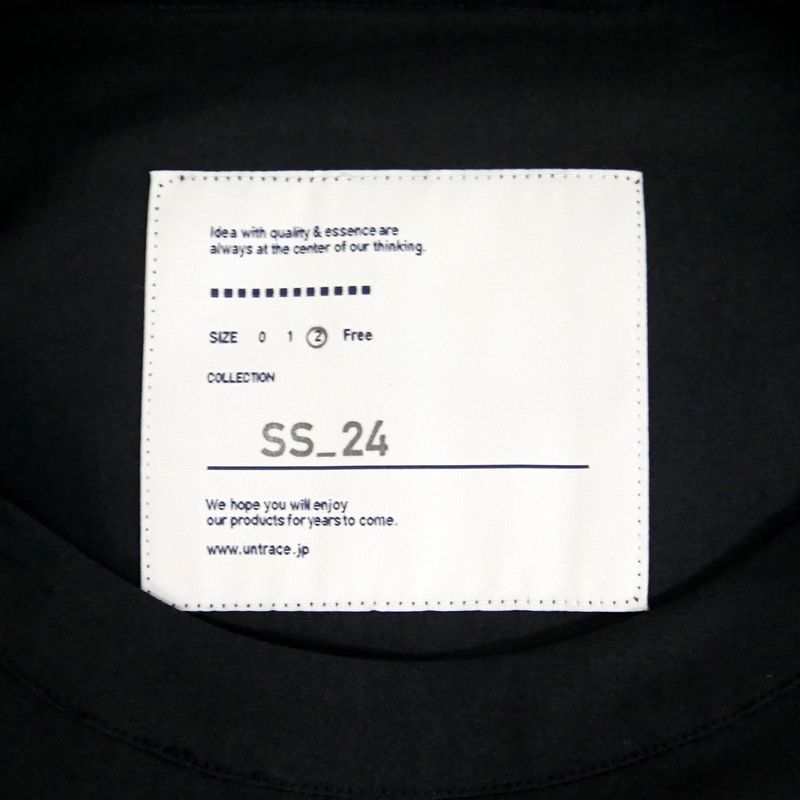 Idea with quality & essence are
always at the center of our thinking.
SIZE 0 1 2 Free
COLLECTION
SS_24
We hope you will enjoy
our products for years to come.
www.untrace.jp